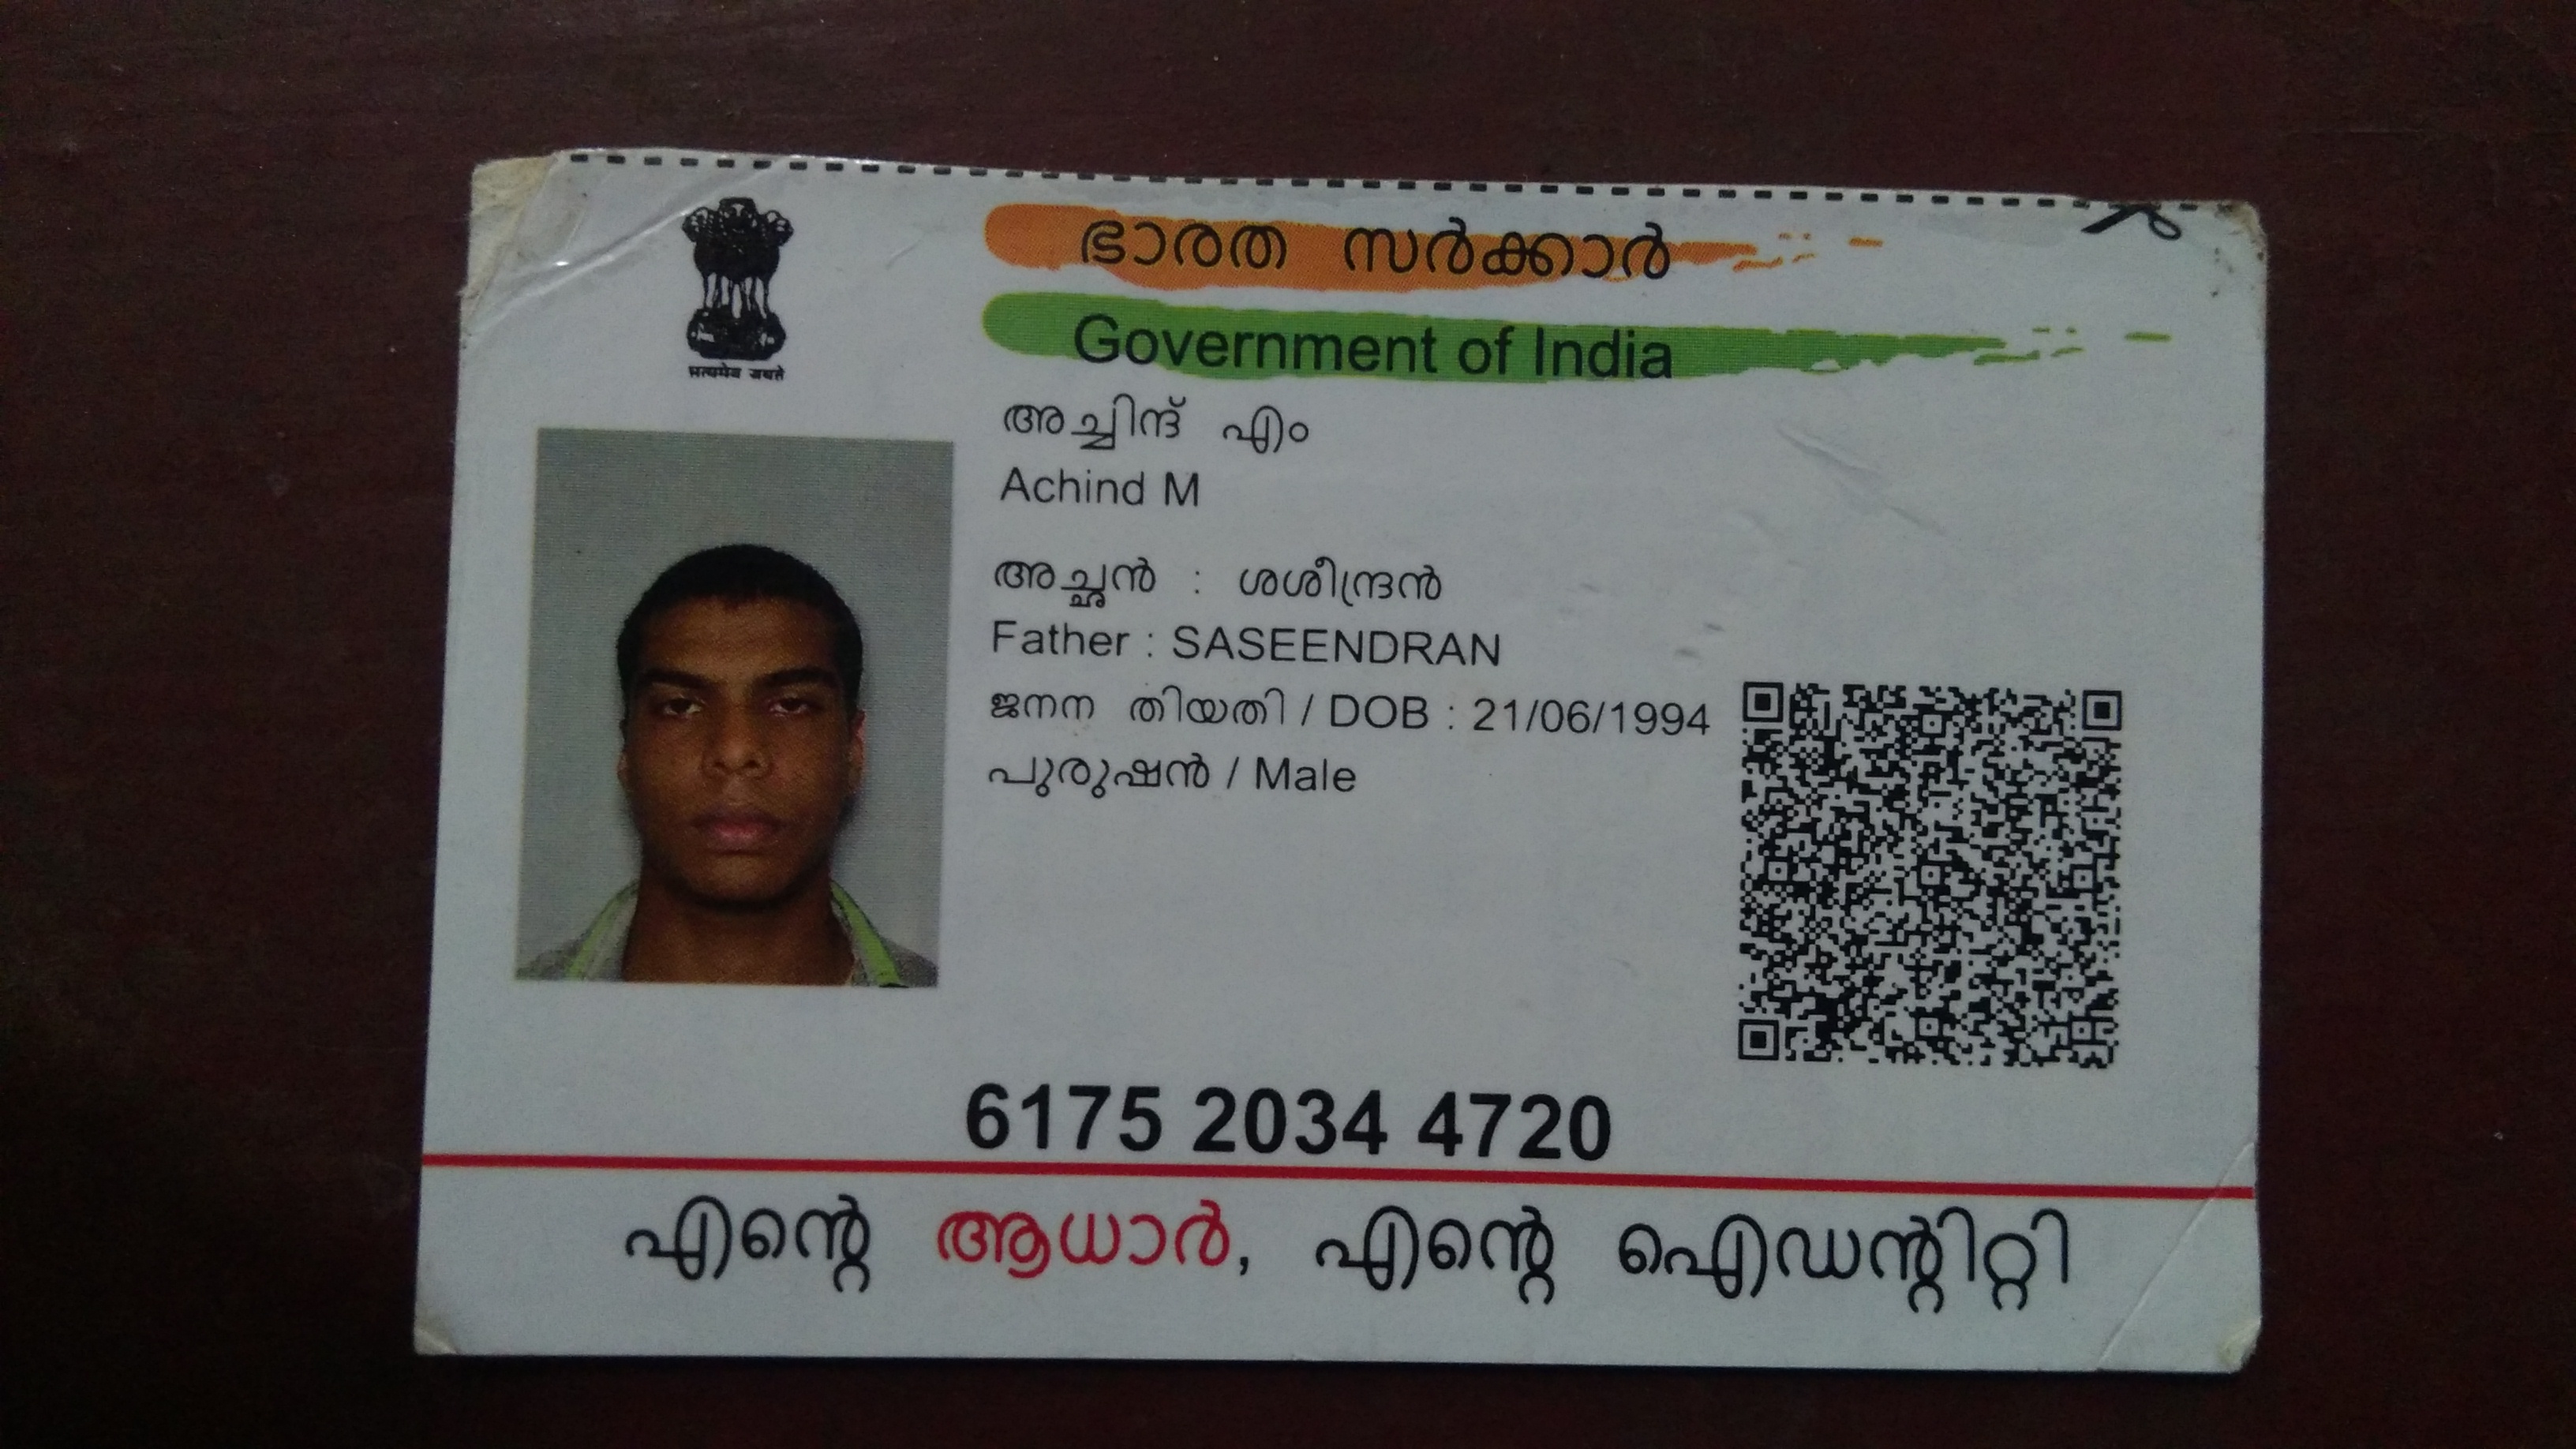 सत्यमेव जयते
ഭാരത സർക്കാർ
Government of India
അച്ചിന്ദ് എം
Achind M
അച്ഛൻ : ശശീന്ദ്രൻ
Father : SASEENDRAN
ജനന തിയതി / DOB : 21/06/1994
പുരുഷൻ / Male
6175 2034 4720
എന്റെ ആധാർ, എന്റെ ഐഡന്റിറ്റി